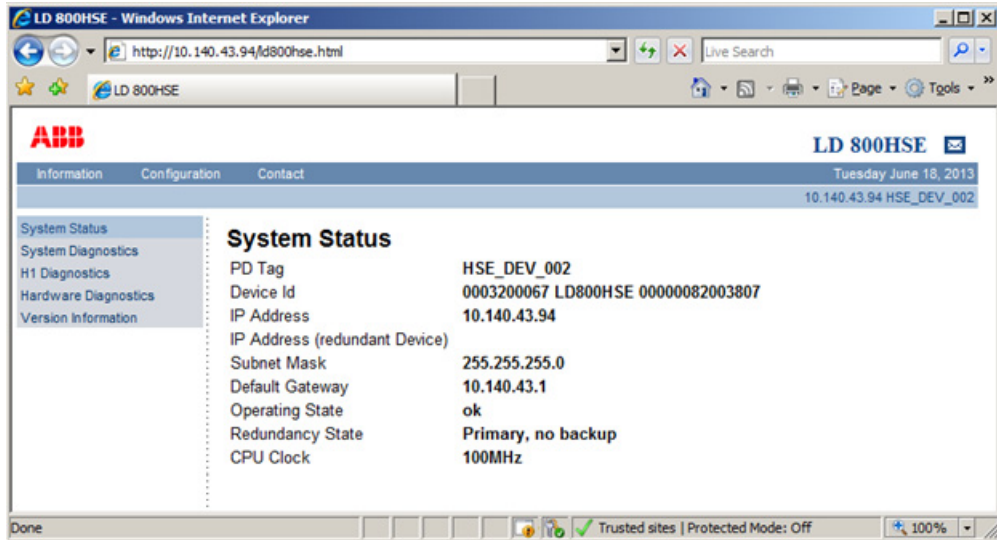 LD 800HSE - Windows Internet Explorer
http://10.140.43.94/ld800hse.html
Live Search
LD 800HSE
Page
Tools
ABB
LD 800HSE
Information Configuration Contact Tuesday June 18, 2013
10.140.43.94 HSE_DEV_002
System Status
System Diagnostics
H1 Diagnostics
Hardware Diagnostics
Version Information
System Status
PD Tag HSE_DEV_002
Device Id 0003200067 LD800HSE 00000082003807
IP Address 10.140.43.94
IP Address (redundant Device)
Subnet Mask 255.255.255.0
Default Gateway 10.140.43.1
Operating State ok
Redundancy State Primary, no backup
CPU Clock 100MHz
Done Trusted sites | Protected Mode: Off 100%